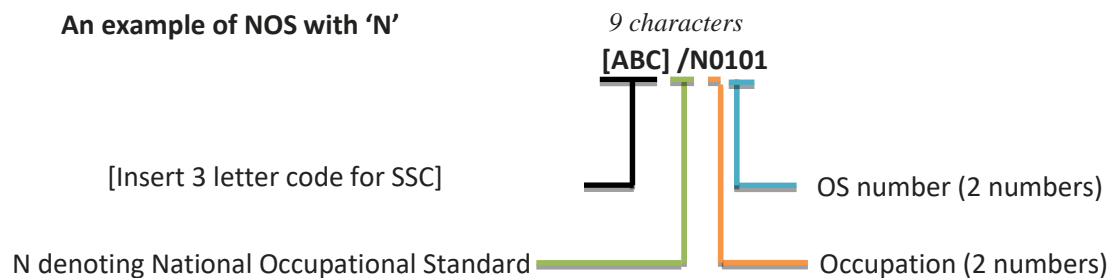 An example of NOS with ‘N’
9 characters
[ABC] /N0101
[Insert 3 letter code for SSC]
OS number (2 numbers)
N denoting National Occupational Standard
Occupation (2 numbers)